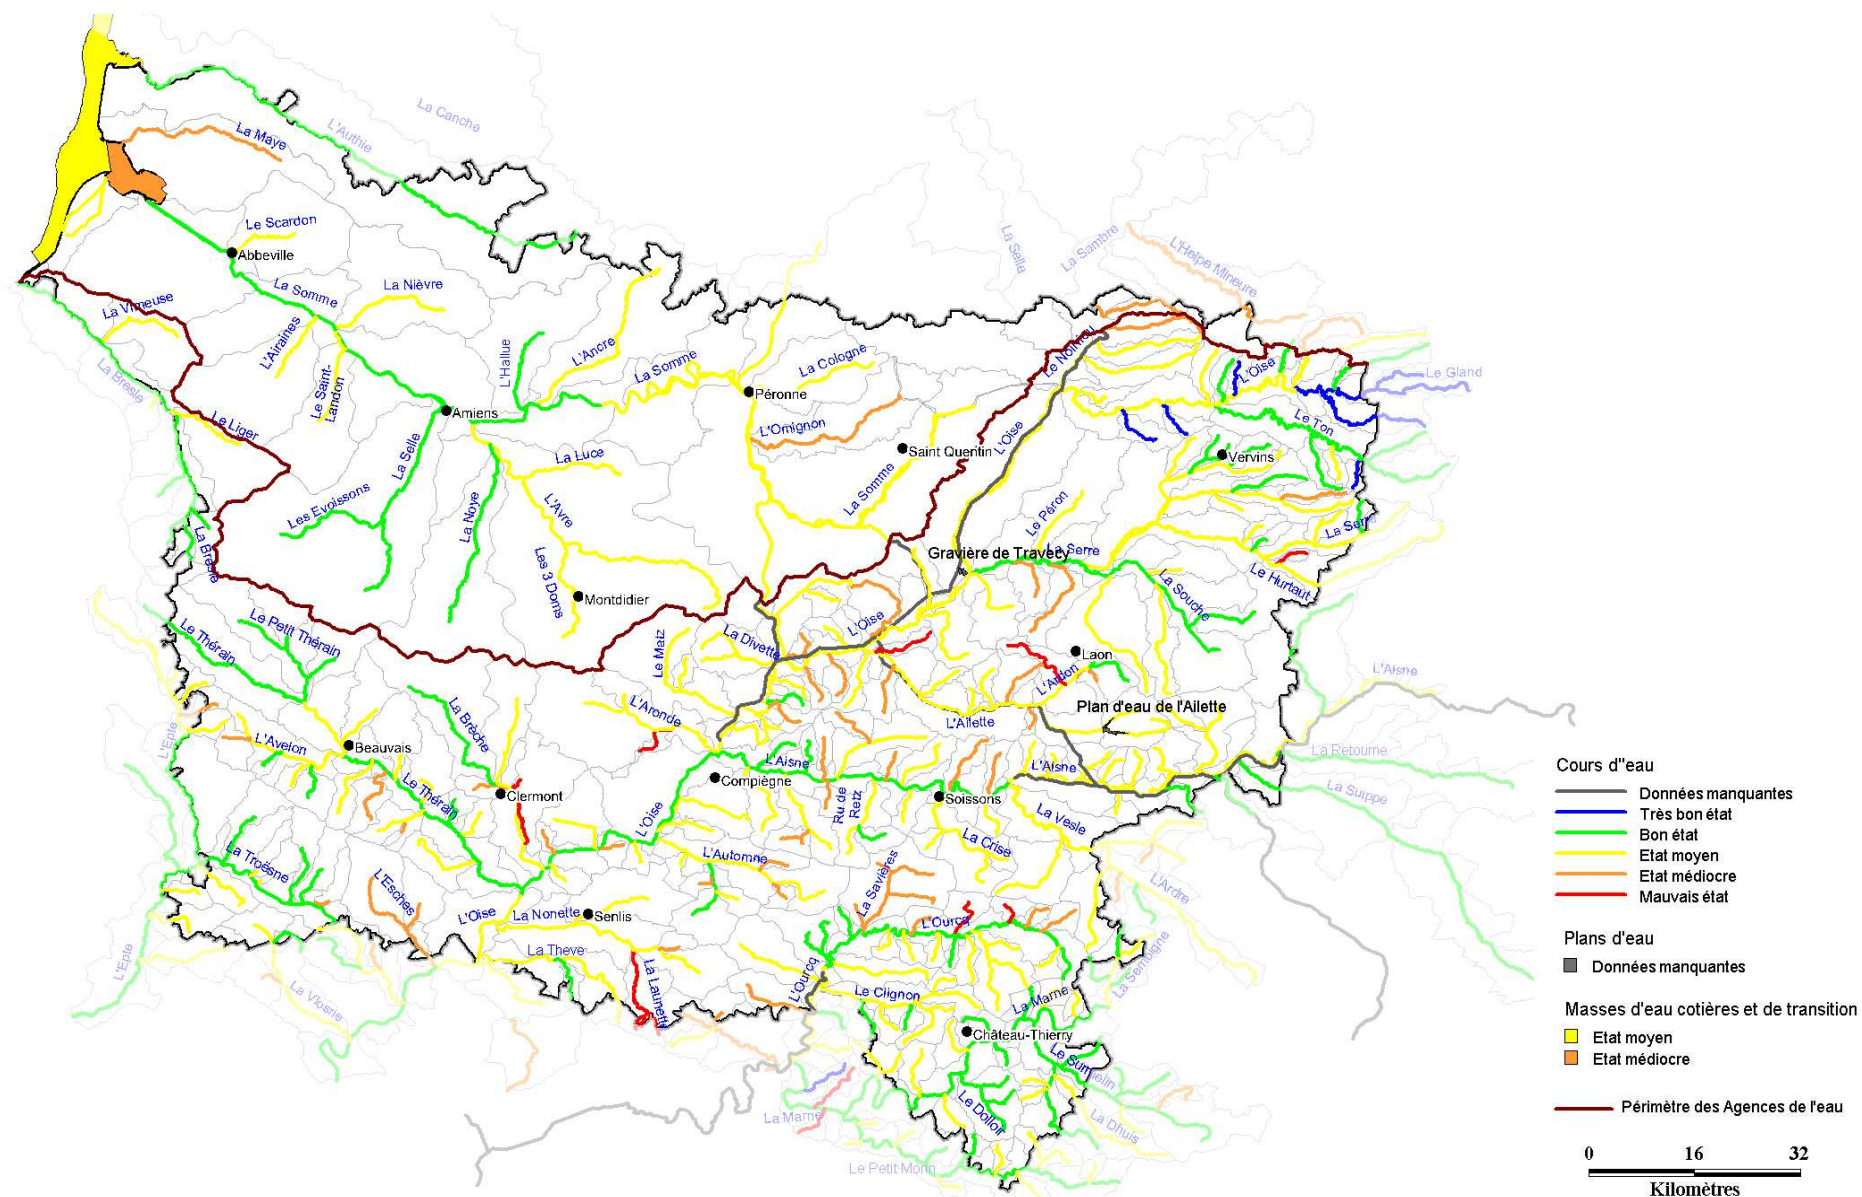 La Canche
L'Authie
La Maye
Le Scardon
Abbeville
La Somme
La Nièvre
La Vimeuse
L'Airaines
Le Saint-
Landon
L'Hallue
L'Ancre
La Somme
La Cologne
Péronne
La Selle
La Sambre
L'Helpe Mineure
Le Noirrieu
L'Oise
Le Gland
La Bresle
Le Liger
Amiens
L'Omignon
Saint Quentin
L'Oise
Le Ton
Vervins
La Selle
La Luce
Les Evoissons
La Noye
L'Avre
La Somme
Le Péron
La Serre
La Bresle
Les 3 Doms
Montdidier
Gravière de Travecy
La Serre
Le Hurtaut
La Souche
Le Petit Thérain
Le Thérain
Le Matz
La Divette
L'Oise
Laon
L'Ardon
L'Aisne
Plan d'eau de l'Ailette
L'Ailette
La Brèche
L'Aronde
L'Epte
L'Avelon
Beauvais
L'Aisne
L'Aisne
La Retourne
La Suippe
Compiègne
Clermont
Le Thérain
L'Oise
Ru de
Retz
Soissons
La Vesle
La Crise
La Troësne
L'Automne
L'Esches
La Savières
L'Ardre
L'Oise
La Nonette
Senlis
L'Ourcq
La Theve
La Launette
L'Ourcq
Le Clignon
La Marne
La Semoigne
L'Epte
La Viosne
Château-Thierry
Le Surmelin
Le Dolloir
La Marne
La Dhuis
Le Petit Morin
Cours d"eau
Données manquantes
Très bon état
Bon état
Etat moyen
Etat médiocre
Mauvais état
Plans d'eau
Données manquantes
Masses d'eau cotières et de transition
Etat moyen
Etat médiocre
Périmètre des Agences de l'eau
0 16 32
Kilomètres